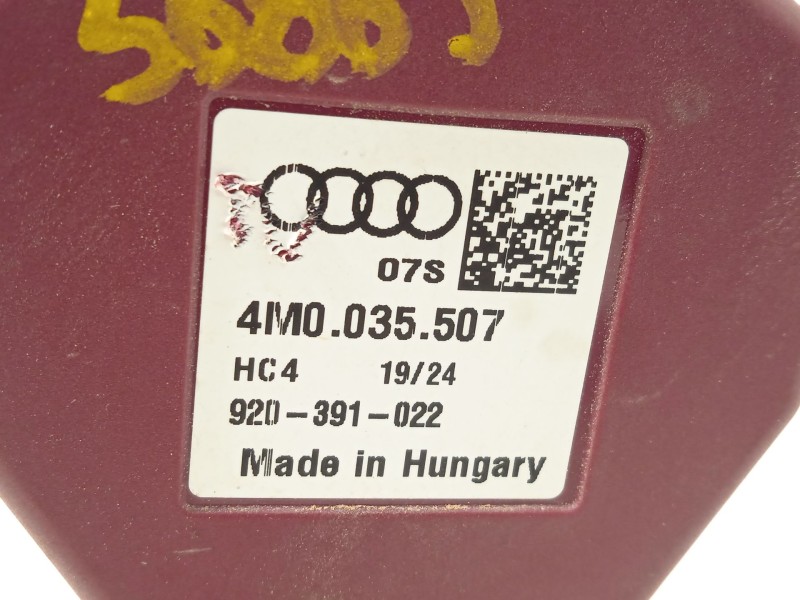 07S
4M0.035.507
HC4 19/24
920-391-022
Made in Hungary